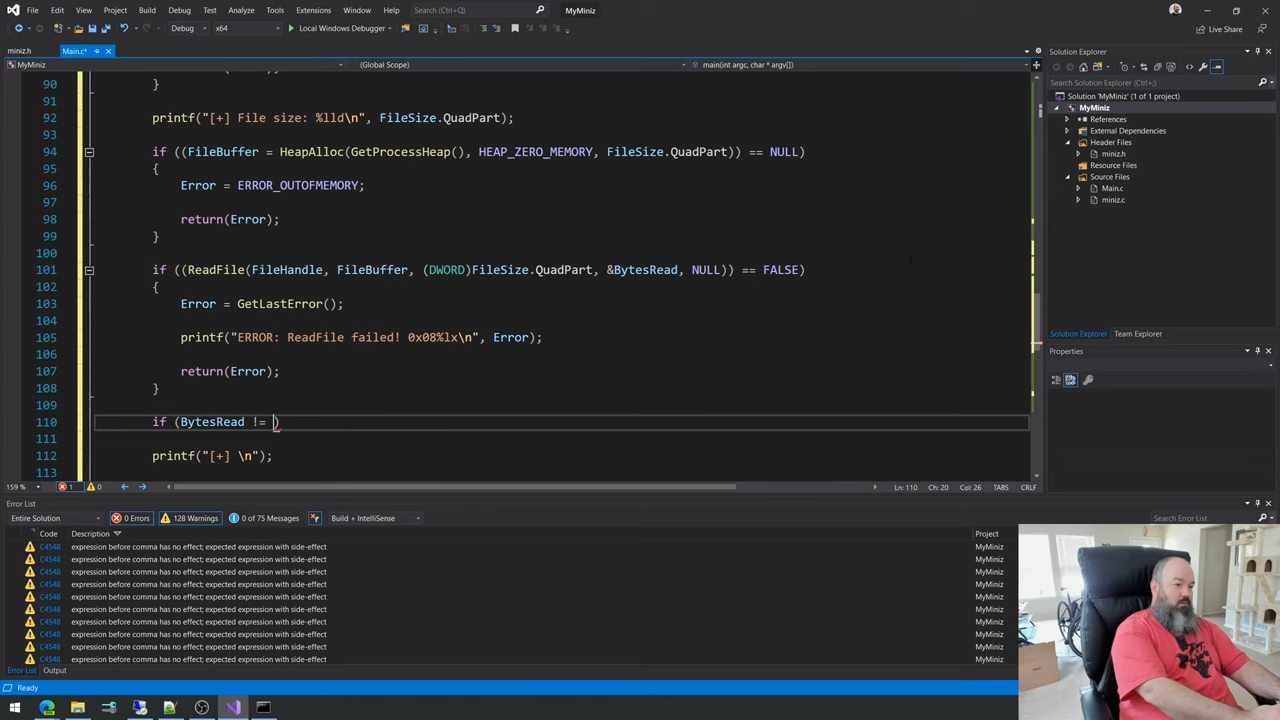 File Edit View Git Project Build Debug Test Analyze Tools Extensions Window Help Search (Ctrl+Q) MyMiniz
Debug x64 Local Windows Debugger Live Share
miniz.h Main.c*
MyMiniz (Global Scope) main(int argc, char * argv[])
90 }
91
92 printf("[+] File size: %lld\n", FileSize.QuadPart);
93
94 if ((FileBuffer = HeapAlloc(GetProcessHeap(), HEAP_ZERO_MEMORY, FileSize.QuadPart)) == NULL)
95 {
96 Error = ERROR_OUTOFMEMORY;
97
98 return(Error);
99 }
100
101 if ((ReadFile(FileHandle, FileBuffer, (DWORD)FileSize.QuadPart, &BytesRead, NULL)) == FALSE)
102 {
103 Error = GetLastError();
104
105 printf("ERROR: ReadFile failed! 0x08%lx\n", Error);
106
107 return(Error);
108 }
109
110 if (BytesRead != )
111
112 printf("[+] \n");
113
159 % 1 0 Ln: 110 Ch: 20 Col: 26 TABS CRLF
Error List
Entire Solution 0 Errors 128 Warnings 0 of 75 Messages Build + IntelliSense Search Error List
Code Description Project
C4548 expression before comma has no effect; expected expression with side-effect MyMiniz
C4548 expression before comma has no effect; expected expression with side-effect MyMiniz
C4548 expression before comma has no effect; expected expression with side-effect MyMiniz
C4548 expression before comma has no effect; expected expression with side-effect MyMiniz
C4548 expression before comma has no effect; expected expression with side-effect MyMiniz
C4548 expression before comma has no effect; expected expression with side-effect MyMiniz
C4548 expression before comma has no effect; expected expression with side-effect MyMiniz
C4548 expression before comma has no effect; expected expression with side-effect MyMiniz
C4548 expression before comma has no effect; expected expression with side-effect MyMiniz
C4548 expression before comma has no effect; expected expression with side-effect MyMiniz
Error List Output
Ready
Solution Explorer
Search Solution Explorer (Ctrl+;)
Solution 'MyMiniz' (1 of 1 project)
MyMiniz
References
External Dependencies
Header Files
miniz.h
Resource Files
Source Files
Main.c
miniz.c
Solution Explorer Team Explorer
Properties